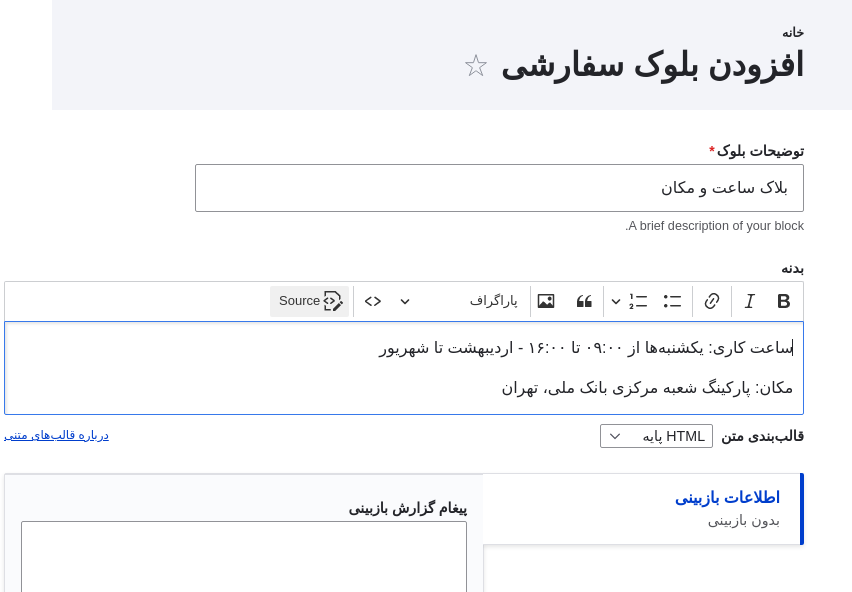 خانه
افزودن بلوک سفارشی ☆
توضیحات بلوک*
بلاک ساعت و مکان
A brief description of your block.
بدنه
B I پاراگراف <> Source
ساعت کاری: یکشنبه‌ها از ۰۹:۰۰ تا ۱۶:۰۰ - اردیبهشت تا شهریور
مکان: پارکینگ شعبه مرکزی بانک ملی، تهران
قالب‌بندی متن HTML پایه درباره قالب‌های متنی
اطلاعات بازبینی
بدون بازبینی
پیغام گزارش بازبینی